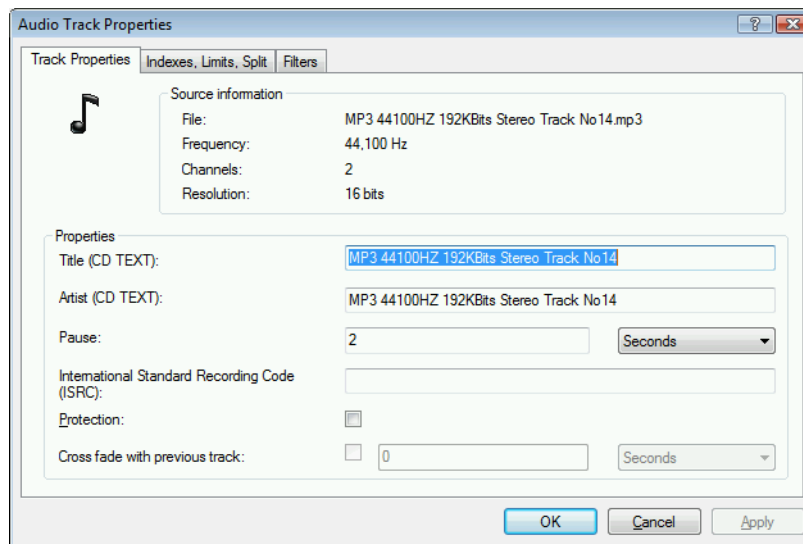 Audio Track Properties
Track Properties
Indexes, Limits, Split
Filters
Source information
File: MP3 44100HZ 192KBits Stereo Track No14.mp3
Frequency: 44,100 Hz
Channels: 2
Resolution: 16 bits
Properties
Title (CD TEXT): MP3 44100HZ 192KBits Stereo Track No14
Artist (CD TEXT): MP3 44100HZ 192KBits Stereo Track No14
Pause: 2 Seconds
International Standard Recording Code
(ISRC):
Protection:
Cross fade with previous track: 0 Seconds
OK Cancel Apply